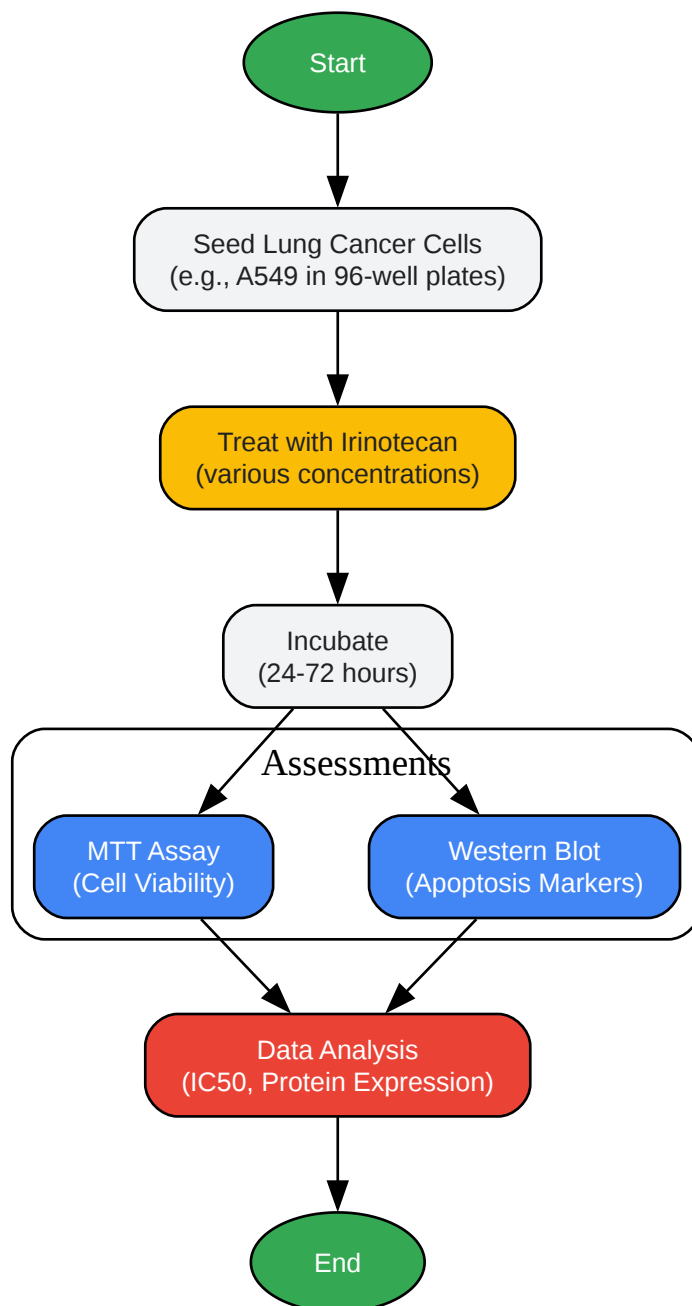 Start
Seed Lung Cancer Cells
(e.g., A549 in 96-well plates)
Treat with Irinotecan
(various concentrations)
Incubate
(24-72 hours)
Assessments
MTT Assay
(Cell Viability)
Western Blot
(Apoptosis Markers)
Data Analysis
(IC50, Protein Expression)
End